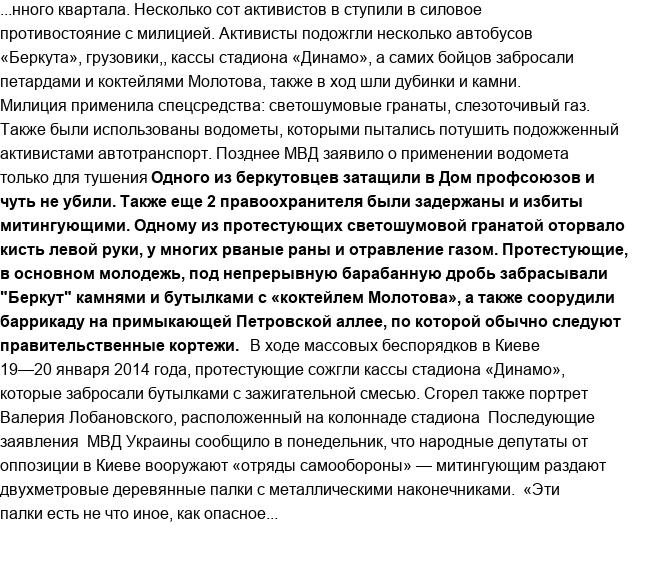 ...нного квартала. Несколько сот активистов в ступили в силовое
противостояние с милицией. Активисты подожгли несколько автобусов
«Беркута», грузовики,, кассы стадиона «Динамо», а самих бойцов забросали
петардами и коктейлями Молотова, также в ход шли дубинки и камни.
Милиция применила спецсредства: светошумовые гранаты, слезоточивый газ.
Также были использованы водометы, которыми пытались потушить подожженный
активистами автотранспорт. Позднее МВД заявило о применении водомета
только для тушения Одного из беркутовцев затащили в Дом профсоюзов и
чуть не убили. Также еще 2 правоохранителя были задержаны и избиты
митингующими. Одному из протестующих светошумовой гранатой оторвало
кисть левой руки, у многих рваные раны и отравление газом. Протестующие,
в основном молодежь, под непрерывную барабанную дробь забрасывали
"Беркут" камнями и бутылками с «коктейлем Молотова», а также соорудили
баррикаду на примыкающей Петровской аллее, по которой обычно следуют
правительственные кортежи.   В ходе массовых беспорядков в Киеве
19—20 января 2014 года, протестующие сожгли кассы стадиона «Динамо»,
которые забросали бутылками с зажигательной смесью. Сгорел также портрет
Валерия Лобановского, расположенный на колоннаде стадиона  Последующие
заявления  МВД Украины сообщило в понедельник, что народные депутаты от
оппозиции в Киеве вооружают «отряды самообороны» — митингующим раздают
двухметровые деревянные палки с металлическими наконечниками.  «Эти
палки есть не что иное, как опасное...